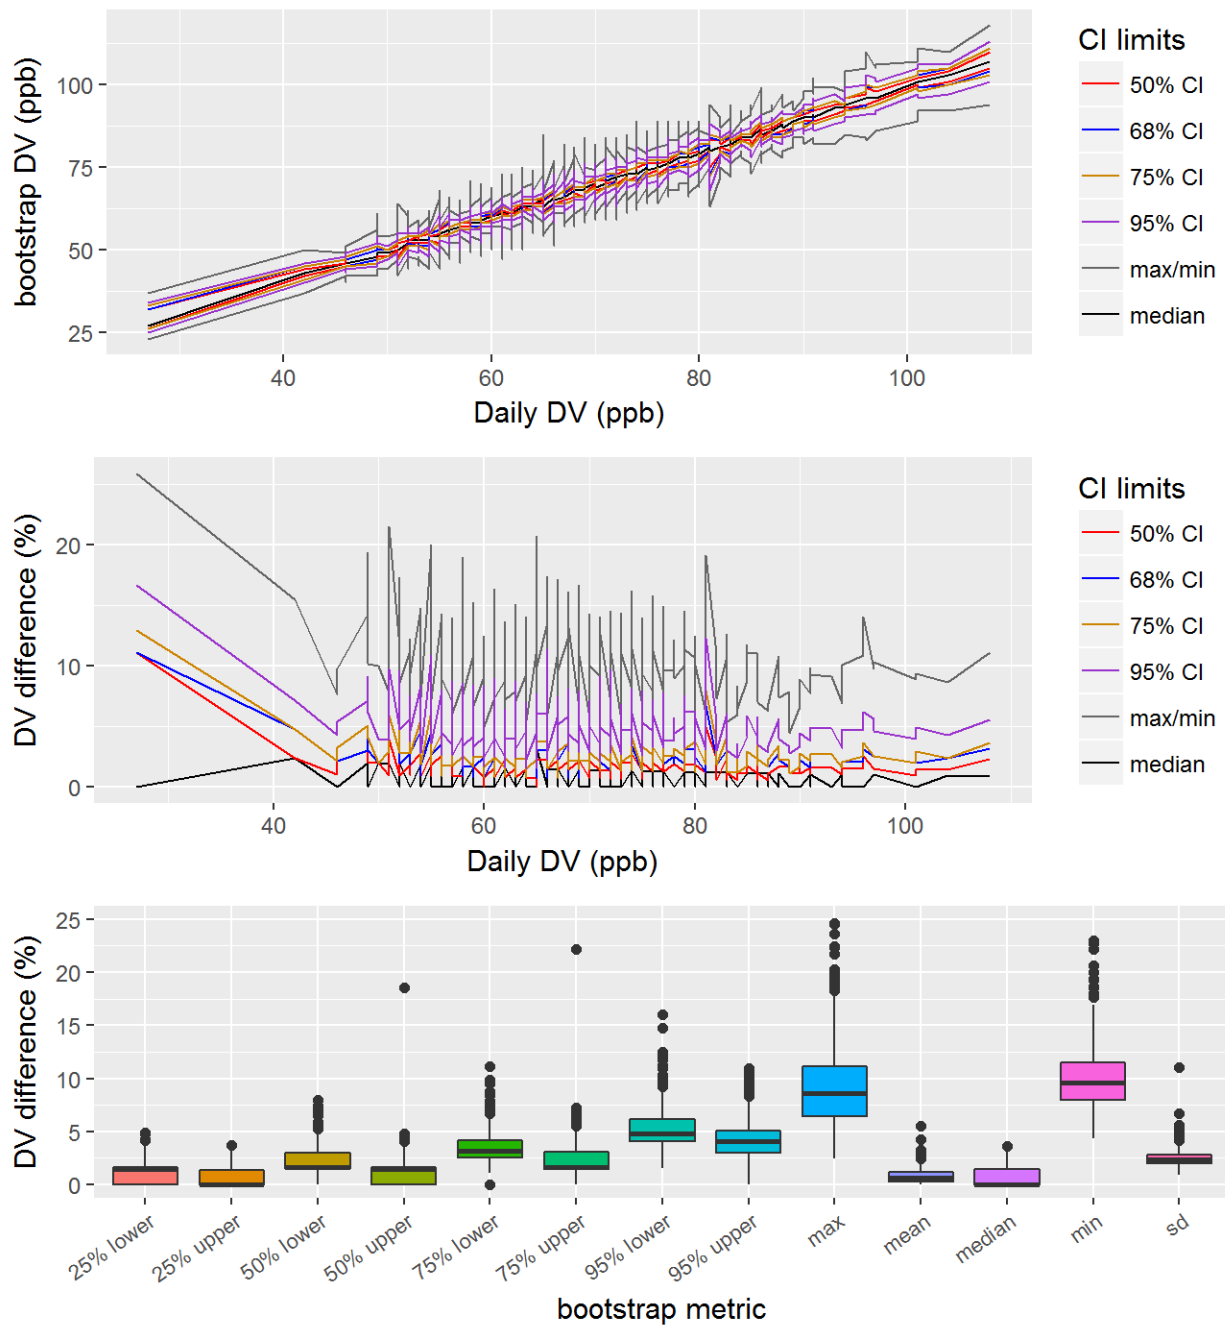 bootstrap DV (ppb)
100
75
50
25
40 60 80 100
Daily DV (ppb)
CI limits
50% CI
68% CI
75% CI
95% CI
max/min
median
DV difference (%)
20
10
0
40 60 80 100
Daily DV (ppb)
CI limits
50% CI
68% CI
75% CI
95% CI
max/min
median
DV difference (%)
25
20
15
10
5
0
25% lower
25% upper
50% lower
50% upper
75% lower
75% upper
95% lower
95% upper
max
mean
median
min
sd
bootstrap metric